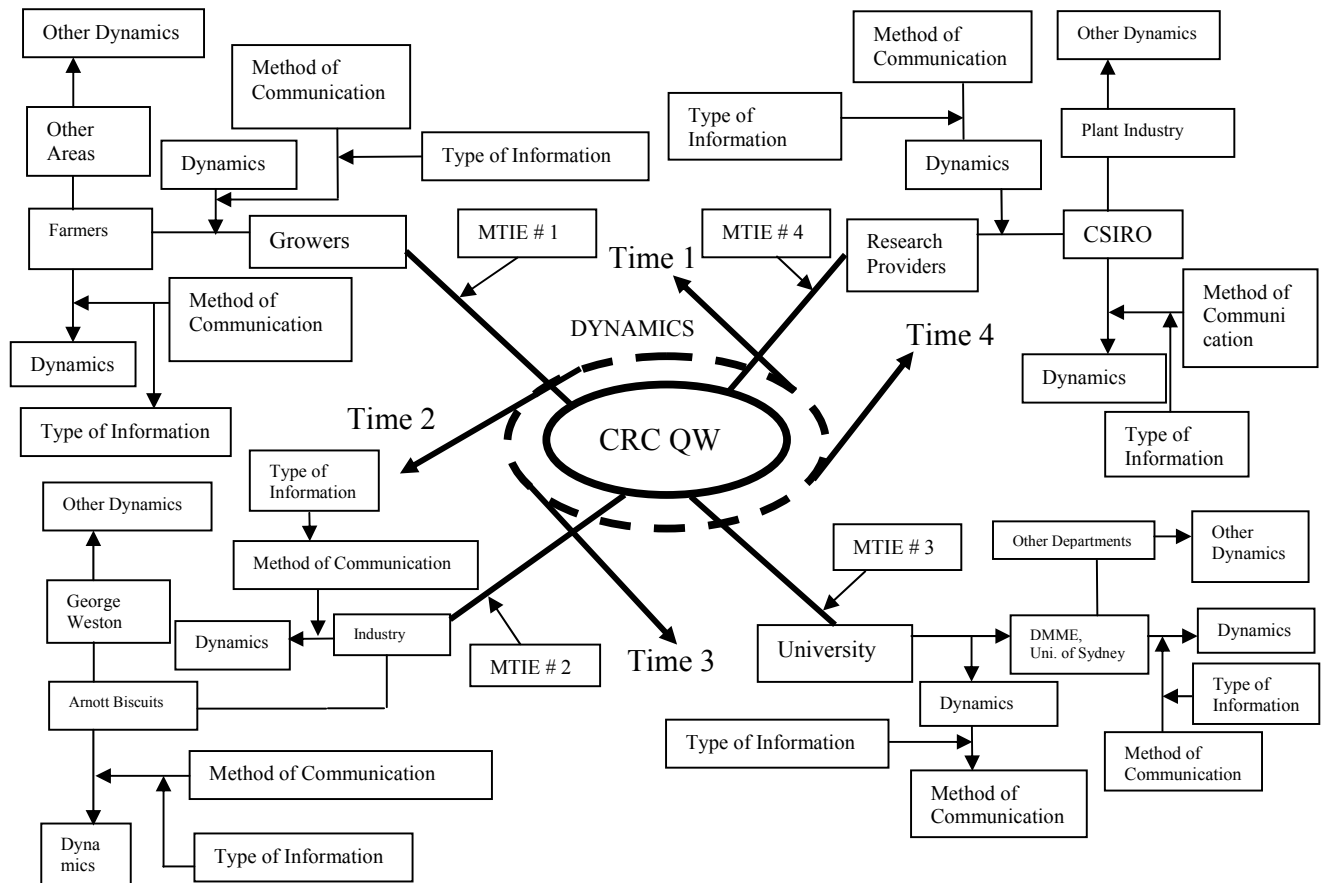 Other Dynamics
Method of
Communication
Other
Areas
Dynamics
Type of Information
Farmers
Growers
MTIE # 1
Method of
Communication
Dynamics
Type of Information
Method of
Communication
Other Dynamics
Type of
Information
Plant Industry
Dynamics
MTIE # 4
Research
Providers
CSIRO
Method of
Communi
cation
Dynamics
Type of
Information
Time 1
DYNAMICS
Time 4
Time 2
CRC QW
Time 3
Type of
Information
Other Dynamics
Method of Communication
George
Weston
Dynamics
Industry
MTIE # 2
Arnott Biscuits
Method of Communication
Dyna
mics
Type of Information
MTIE # 3
Other Departments
Other
Dynamics
University
DMME,
Uni. of Sydney
Dynamics
Dynamics
Type of
Information
Type of Information
Method of
Communication
Method of
Communication